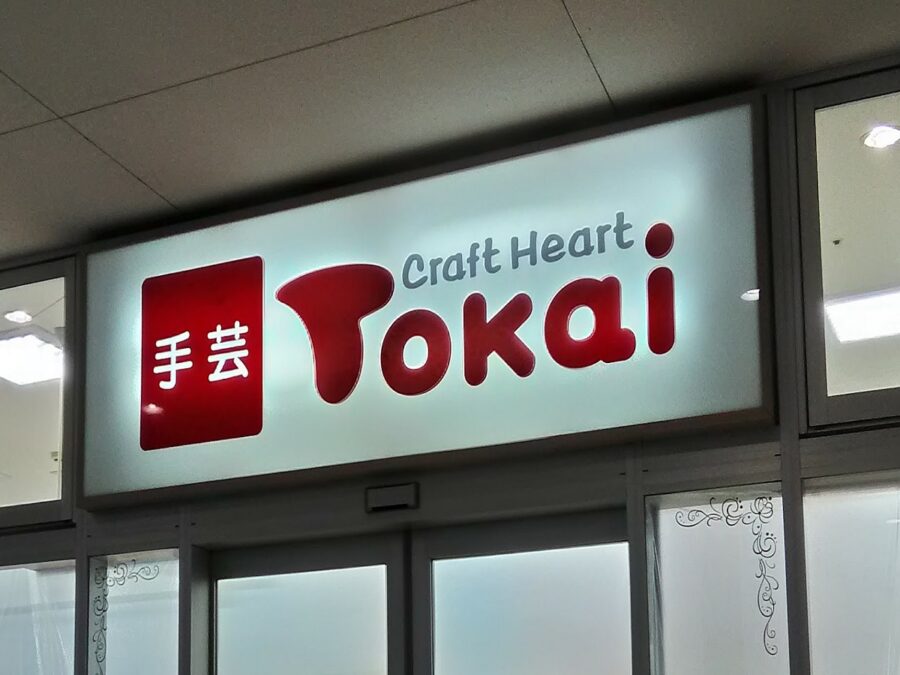 手芸
Craft Heart
Tokai